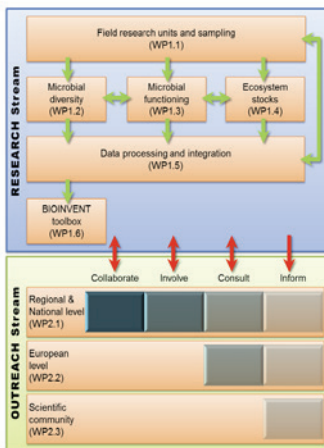 RESEARCH Stream
Field research units and sampling
(WP1.1)
Microbial
diversity
(WP1.2)
Microbial
functioning
(WP1.3)
Ecosystem
stocks
(WP1.4)
Data processing and integration
(WP1.5)
BIOINVENT
toolbox
(WP1.6)
OUTREACH Stream
Collaborate Involve Consult Inform
Regional &
National level
(WP2.1)
European
level
(WP2.2)
Scientific
community
(WP2.3)